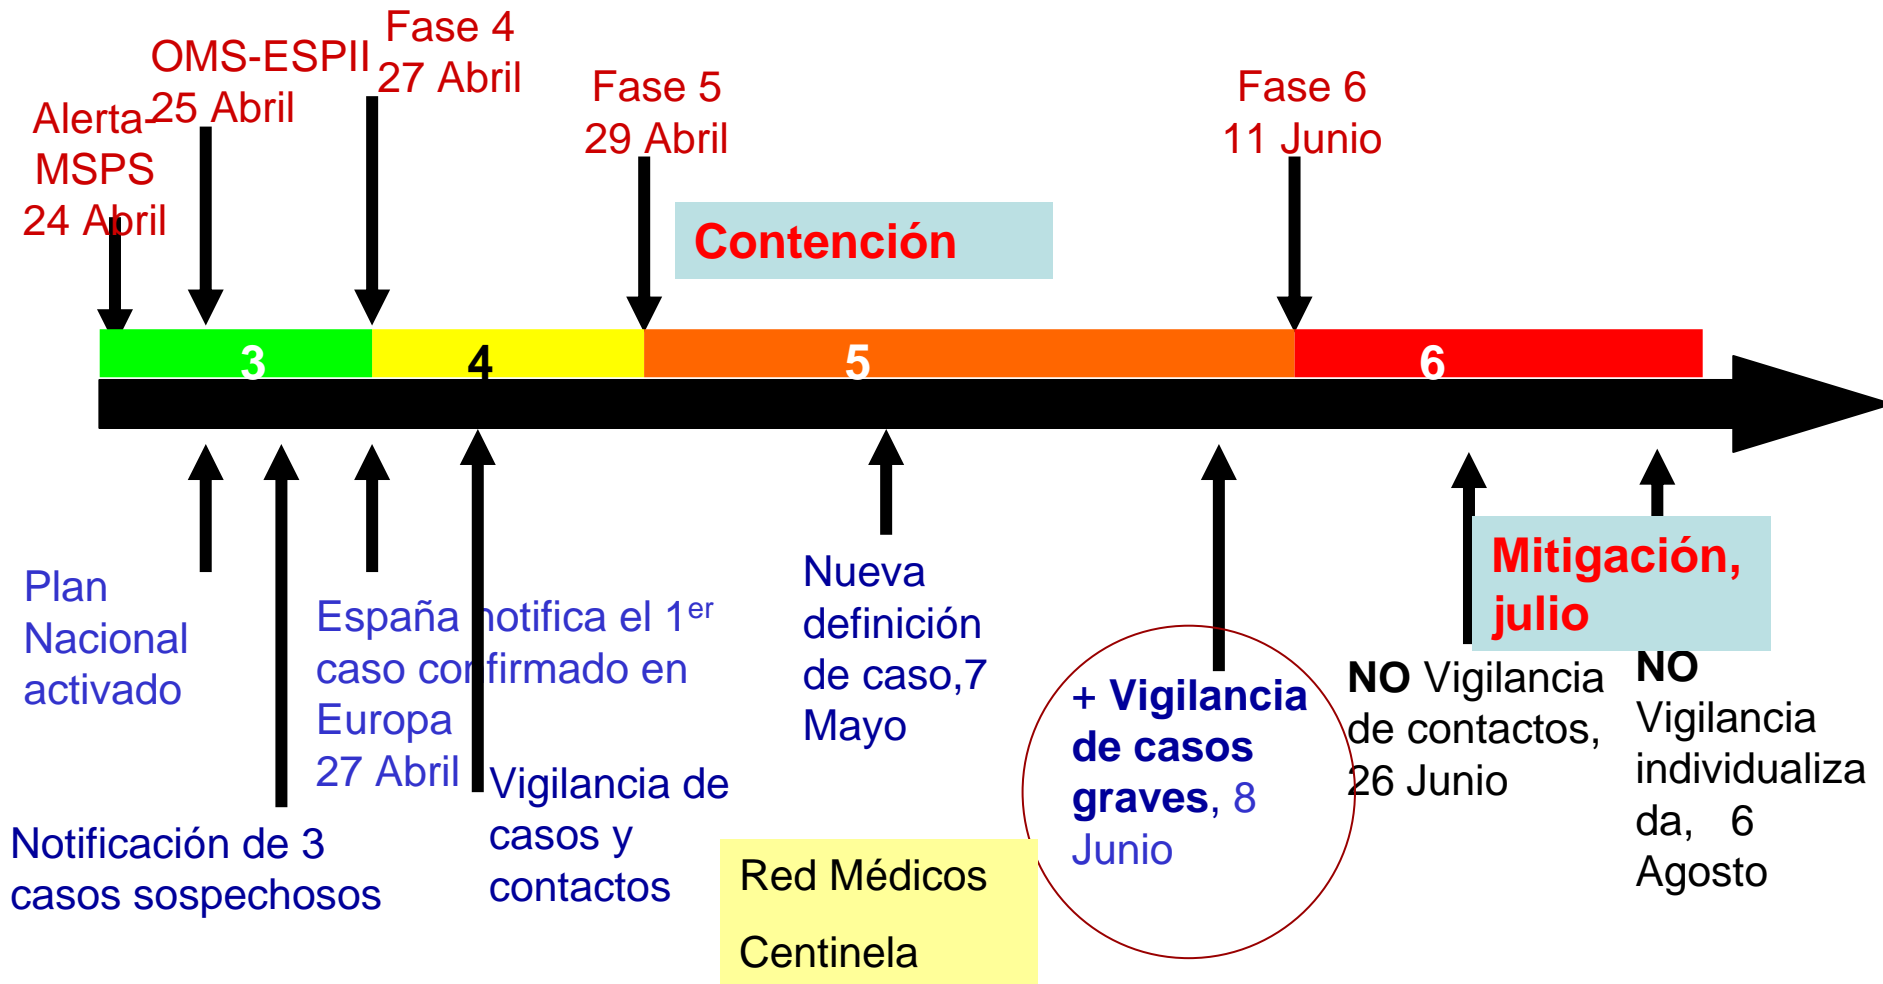 Alerta-
MSPS
24 Abril
OMS-ESPII
25 Abril
Fase 4
27 Abril
Fase 5
29 Abril
Fase 6
11 Junio
Contención
3
4
5
6
Plan
Nacional
activado
Notificación de 3
casos sospechosos
España notifica el 1er
caso confirmado en
Europa
27 Abril
Vigilancia de
casos y
contactos
Nueva
definición
de caso,7
Mayo
Red Médicos
Centinela
+ Vigilancia
de casos
graves, 8
Junio
NO Vigilancia
de contactos,
26 Junio
Mitigación,
julio
NO
Vigilancia
individualiza
da, 6
Agosto